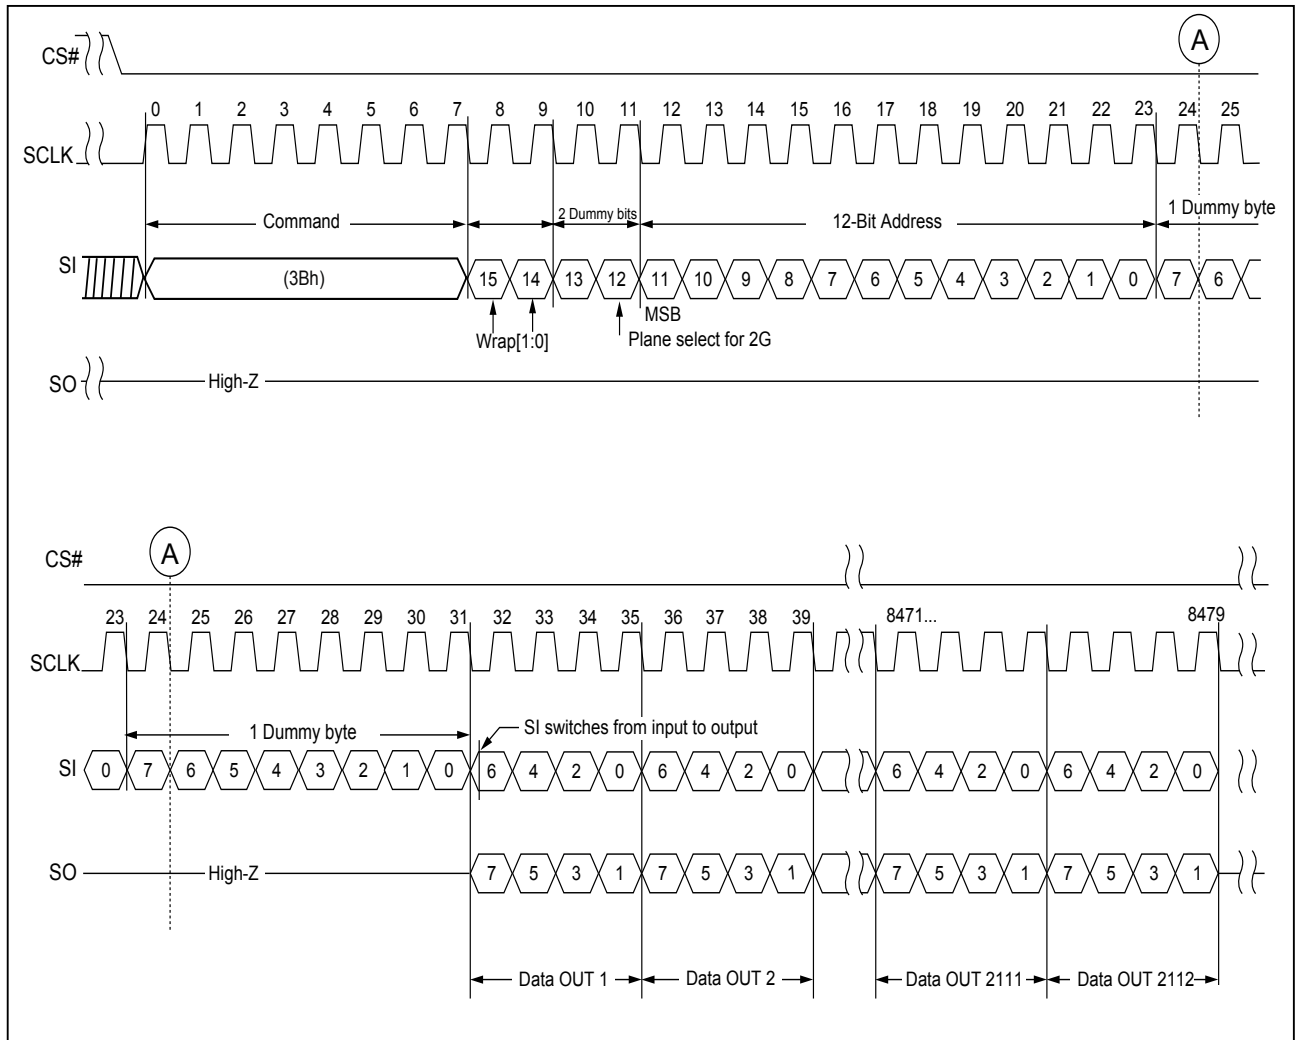 A
CS#
0 1 2 3 4 5 6 7 8 9 10 11 12 13 14 15 16 17 18 19 20 21 22 23 24 25
SCLK
Command 2 Dummy bits 12-Bit Address 1 Dummy byte
SI (3Bh) 15 14 13 12 11 10 9 8 7 6 5 4 3 2 1 0 7 6
MSB
Wrap[1:0] Plane select for 2G
SO High-Z
A
CS#
23 24 25 26 27 28 29 30 31 32 33 34 35 36 37 38 39 8471... 8479
SCLK
1 Dummy byte SI switches from input to output
SI 0 7 6 5 4 3 2 1 0 6 4 2 0 6 4 2 0 6 4 2 0 6 4 2 0
SO High-Z 7 5 3 1 7 5 3 1 7 5 3 1 7 5 3 1
Data OUT 1 Data OUT 2 Data OUT 2111 Data OUT 2112